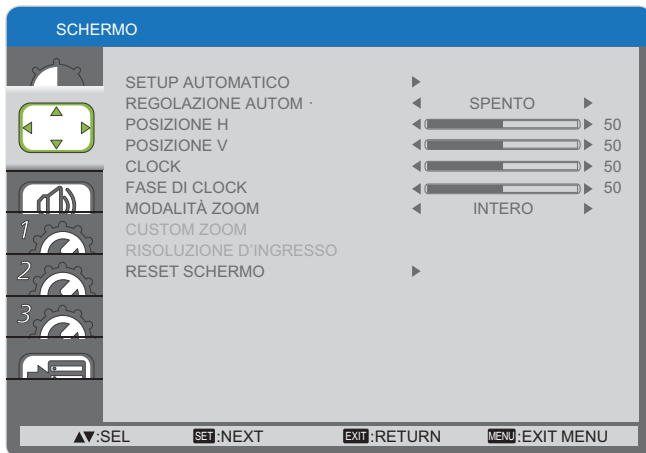 SCHERMO
SETUP AUTOMATICO
REGOLAZIONE AUTOM · SPENTO
POSIZIONE H 50
POSIZIONE V 50
CLOCK 50
FASE DI CLOCK 50
MODALITÀ ZOOM INTERO
CUSTOM ZOOM
RISOLUZIONE D'INGRESSO
RESET SCHERMO
1
2
3
▲▼:SEL SET:NEXT EXIT:RETURN MENU:EXIT MENU